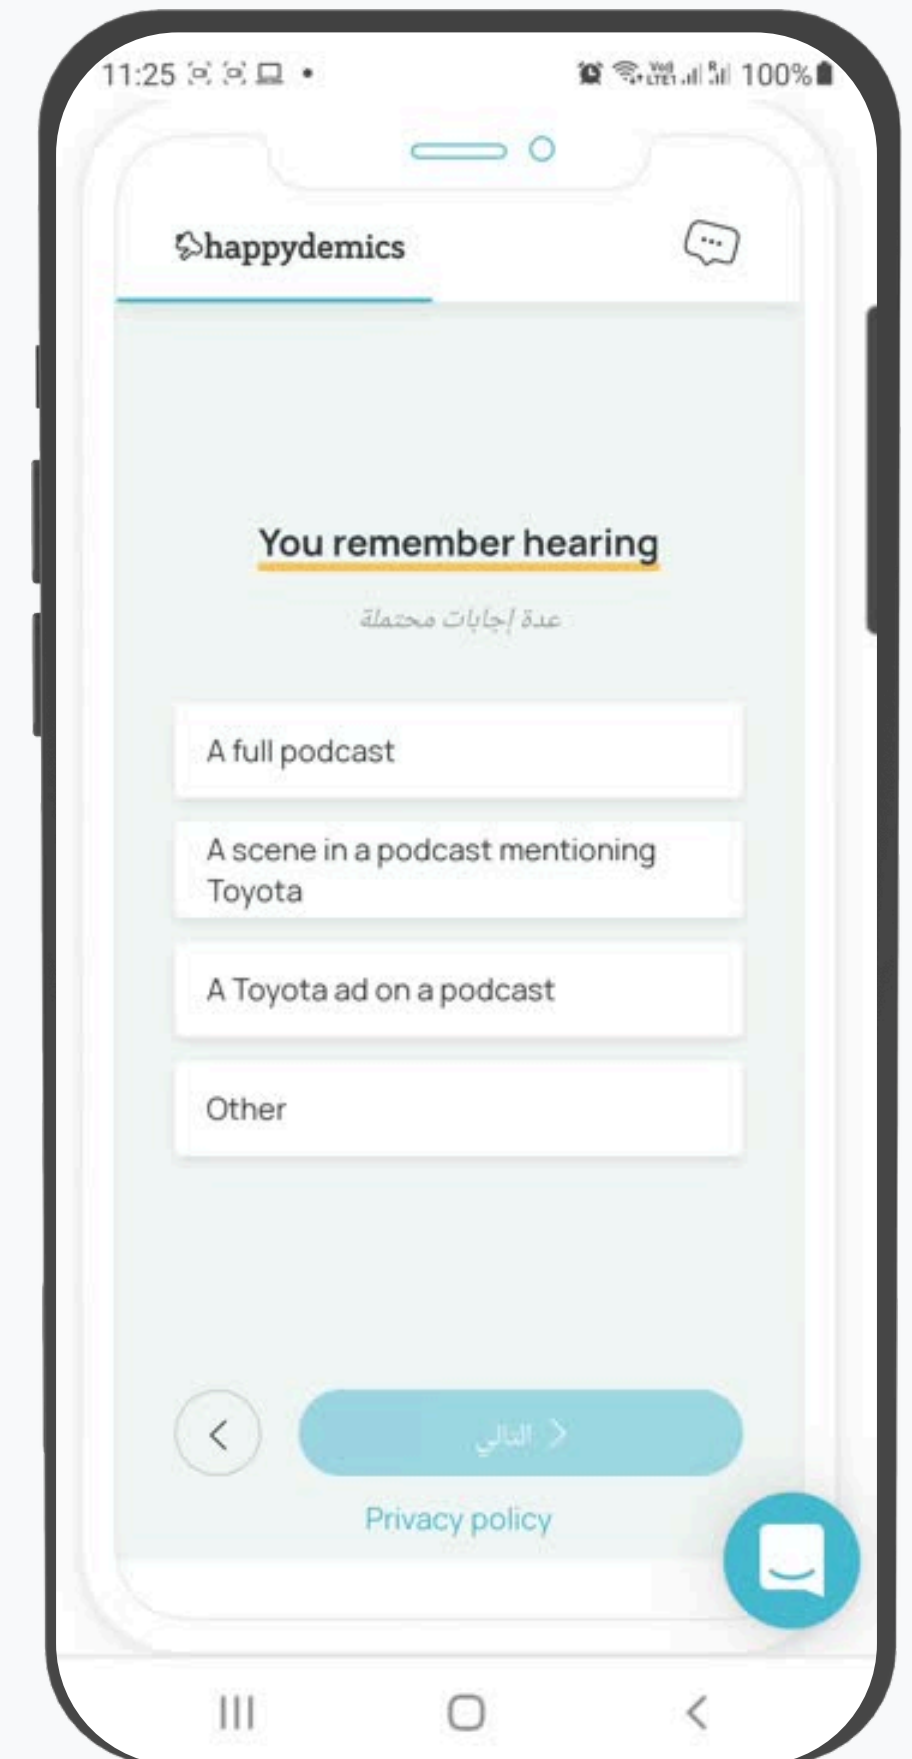 11:25
100%
happydemics
You remember hearing
عدة إجابات محتملة
A full podcast
A scene in a podcast mentioning
Toyota
A Toyota ad on a podcast
Other
التالي
Privacy policy